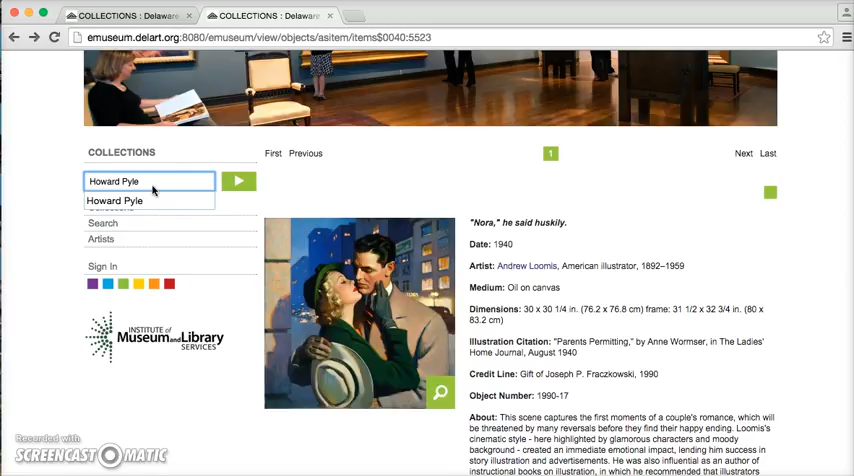 COLLECTIONS : Delaware
COLLECTIONS : Delaware
emuseum.delart.org:8080/emuseum/view/objects/asitem/items$0040:5523
COLLECTIONS
First Previous
1
Next Last
Howard Pyle
Howard Pyle
Search
Artists
Sign In
INSTITUTE of
Museum and Library
SERVICES
"Nora," he said huskily.
Date: 1940
Artist: Andrew Loomis, American illustrator, 1892–1959
Medium: Oil on canvas
Dimensions: 30 x 30 1/4 in. (76.2 x 76.8 cm) frame: 31 1/2 x 32 3/4 in. (80 x
83.2 cm)
Illustration Citation: "Parents Permitting," by Anne Wormser, in The Ladies'
Home Journal, August 1940
Credit Line: Gift of Joseph P. Fraczkowski, 1990
Object Number: 1990-17
About: This scene captures the first moments of a couple's romance, which will
be threatened by many reversals before they find their happy ending. Loomis's
cinematic style - here highlighted by glamorous characters and moody
background - created an immediate emotional impact, lending him success in
story illustration and advertisements. He was also influential as an author of
instructional books on illustration, in which he recommended that illustrators
Recorded with
SCREENCAST O MATIC